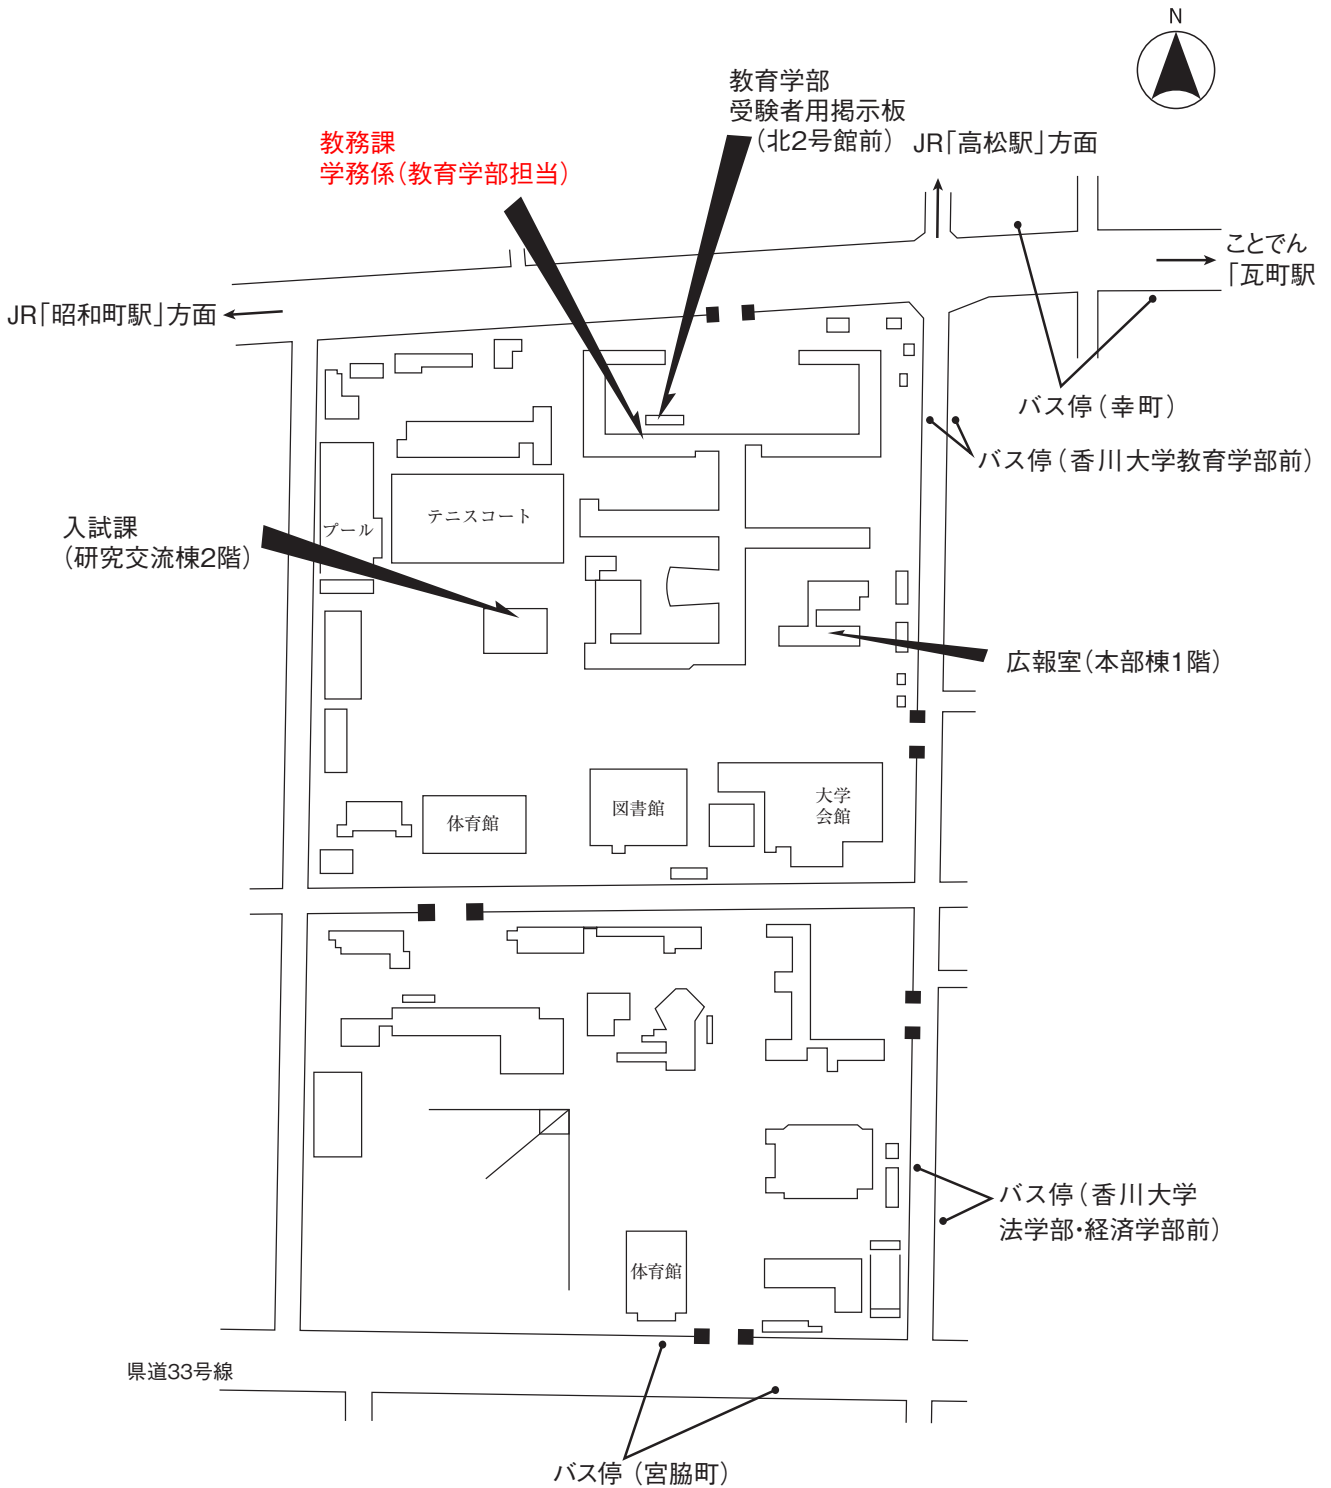 N
教育学部
受験者用掲示板
（北2号館前）
JR「高松駅」方面
教務課
学務係（教育学部担当）
ことでん
「瓦町駅
JR「昭和町駅」方面
バス停（幸町）
バス停（香川大学教育学部前）
テニスコート
プール
入試課
（研究交流棟2階）
広報室（本部棟1階）
大学
会館
図書館
体育館
バス停（香川大学
法学部・経済学部前）
体育館
県道33号線
バス停（宮脇町）